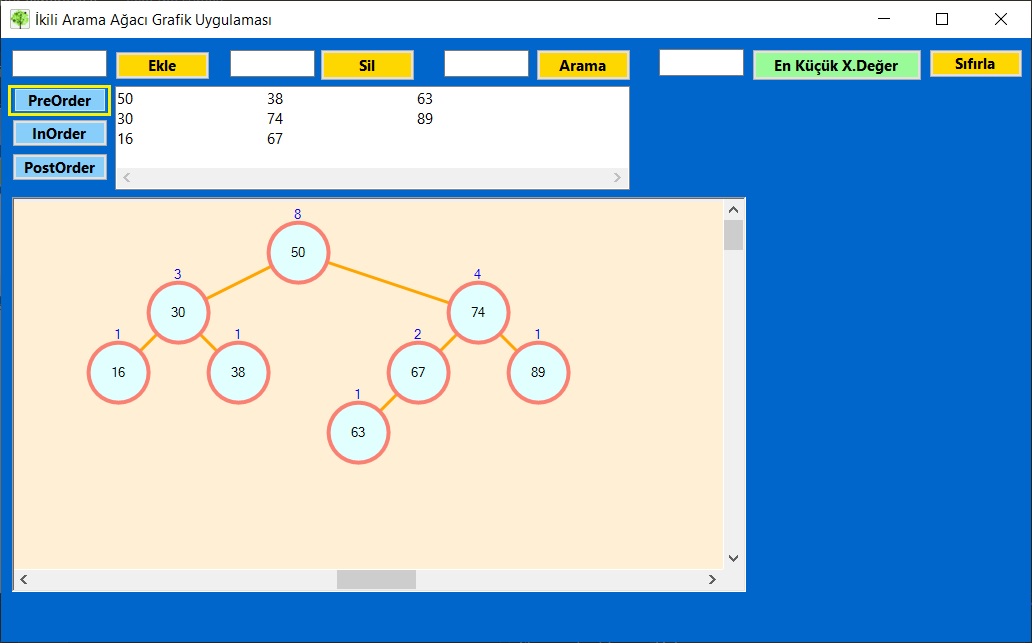 İkili Arama Ağacı Grafik Uygulaması
Ekle Sil Arama En Küçük X.Değer Sıfırla
PreOrder
InOrder
PostOrder
50 38 63
30 74 89
16 67
8
50
3 4
30 74
1 1 2 1
16 38 67 89
1
63